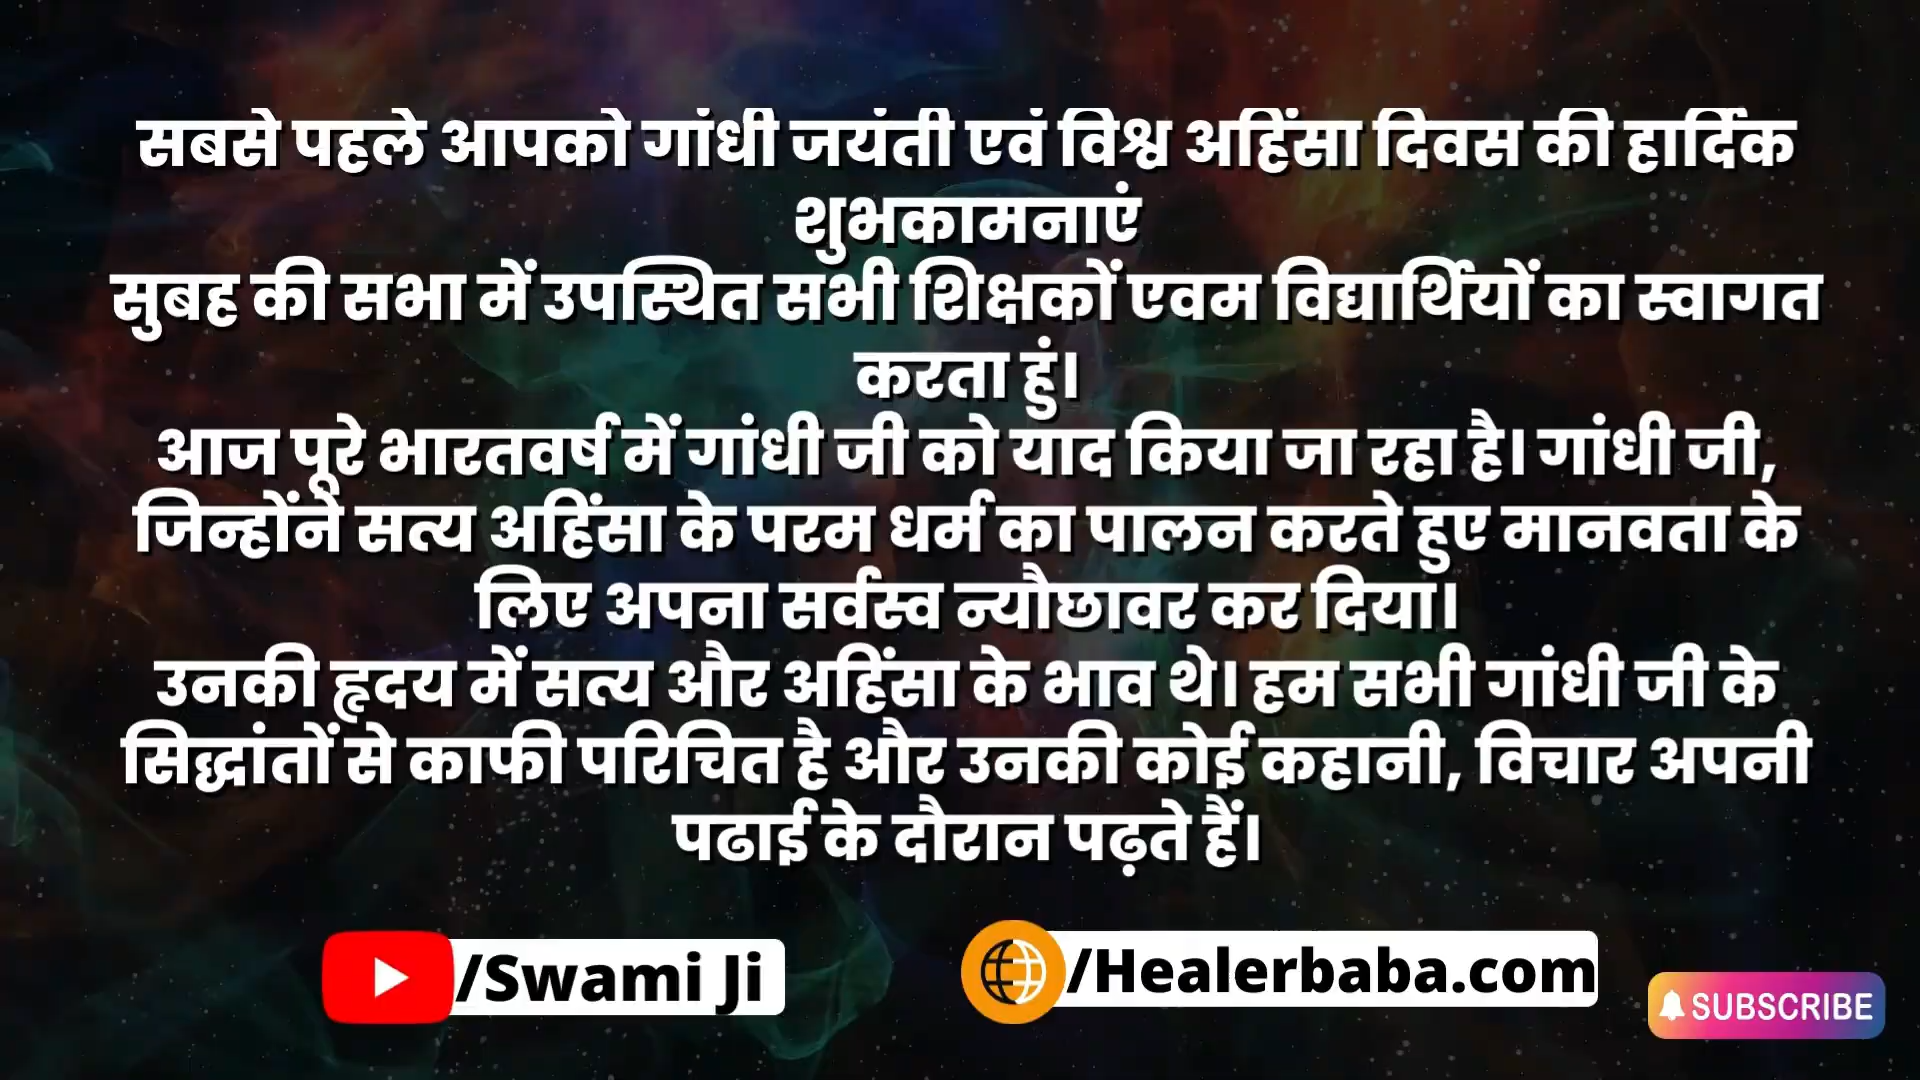 सबसे पहले आपको गांधी जयंती एवं विश्व अहिंसा दिवस की हार्दिक
शुभकामनाएं
सुबह की सभा में उपस्थित सभी शिक्षकों एवम विद्यार्थियों का स्वागत
करता हुं।
आज पूरे भारतवर्ष में गांधी जी को याद किया जा रहा है। गांधी जी,
जिन्होंने सत्य अहिंसा के परम धर्म का पालन करते हुए मानवता के
लिए अपना सर्वस्व न्यौछावर कर दिया।
उनकी हृदय में सत्य और अहिंसा के भाव थे। हम सभी गांधी जी के
सिद्धांतों से काफी परिचित है और उनकी कोई कहानी, विचार अपनी
पढाई के दौरान पढ़ते हैं।
/Swami Ji
/Healerbaba.com
SUBSCRIBE